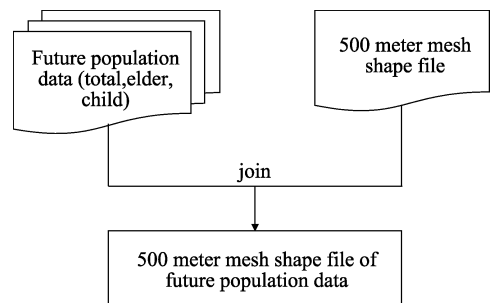 Future population
data (total,elder,
child)
500 meter mesh
shape file
join
500 meter mesh shape file of
future population data